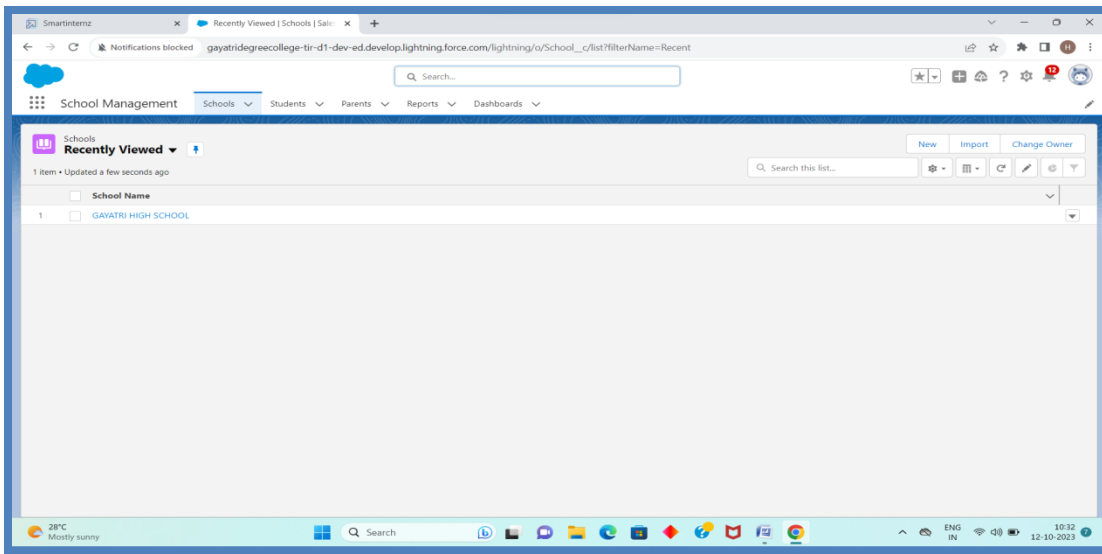 Smartinternz
Recently Viewed | Schools | Sale
Notifications blocked gayatridegreecollege-tir-d1-dev-ed.develop.lightning.force.com/lightning/o/School__c/list?filterName=Recent
H
Search...
12
School Management Schools Students Parents Reports Dashboards
Schools
Recently Viewed
New Import Change Owner
1 item • Updated a few seconds ago
Search this list...
School Name
1 GAYATRI HIGH SCHOOL
28°C
Mostly sunny
Search
ENG
IN
10:32
12-10-2023